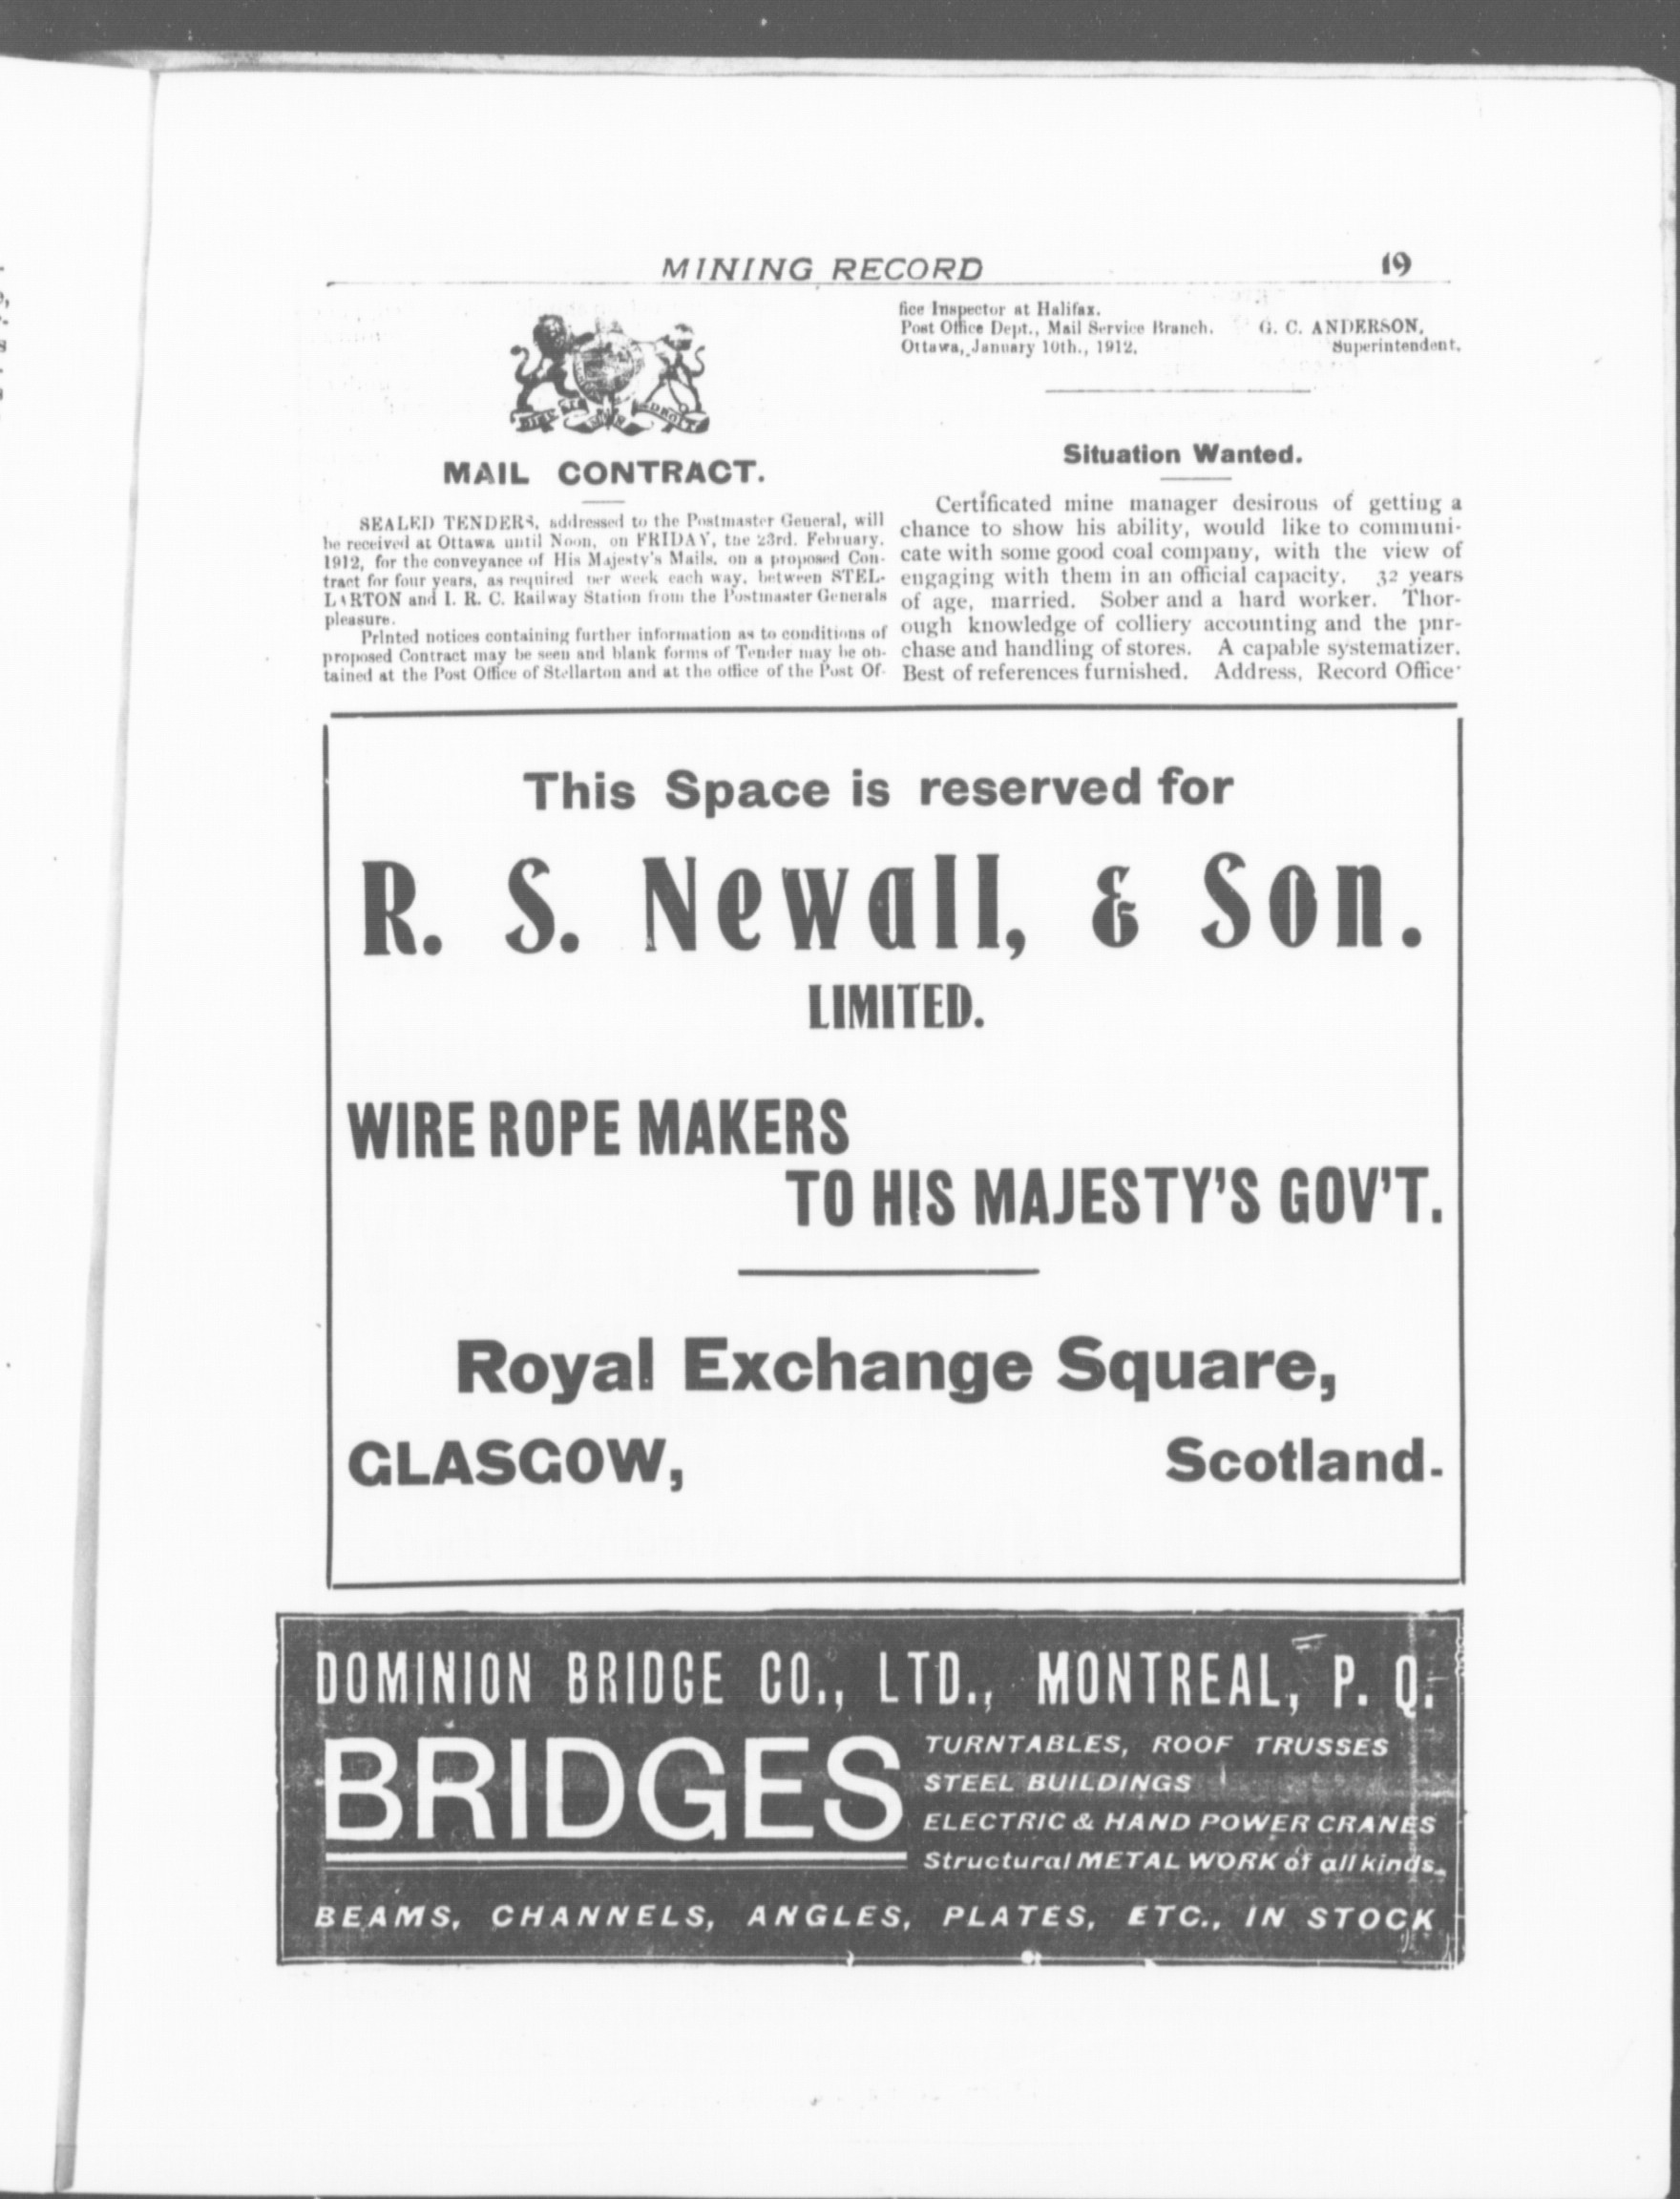 MINING RECORD 19
DIEU ET MON DROIT
MAIL CONTRACT.
SEALED TENDERS, addressed to the Postmaster General, will
be received at Ottawa until Noon, on FRIDAY, tne 23rd. February,
1912, for the conveyance of His Majesty's Mails, on a proposed Con-
tract for four years, as required per week each way, between STEL-
LARTON and I. R. C. Railway Station from the Postmaster Generals
pleasure.
Printed notices containing further information as to conditions of
proposed Contract may be seen and blank forms of Tender may be ob-
tained at the Post Office of Stellarton and at the office of the Post Of-
fice Inspector at Halifax.
Post Office Dept., Mail Service Branch. G. C. ANDERSON,
Ottawa, January 10th., 1912. Superintendent.
Situation Wanted.
Certificated mine manager desirous of getting a
chance to show his ability, would like to communi-
cate with some good coal company, with the view of
engaging with them in an official capacity. 32 years
of age, married. Sober and a hard worker. Thor-
ough knowledge of colliery accounting and the pur-
chase and handling of stores. A capable systematizer.
Best of references furnished. Address, Record Office·
This Space is reserved for
R. S. Newall, & Son.
LIMITED.
WIRE ROPE MAKERS
TO HIS MAJESTY'S GOV'T.
Royal Exchange Square,
GLASGOW, Scotland-
DOMINION BRIDGE CO., LTD., MONTREAL, P. Q.
BRIDGES
TURNTABLES, ROOF TRUSSES
STEEL BUILDINGS
ELECTRIC & HAND POWER CRANES
Structural METAL WORK of all kinds.
BEAMS, CHANNELS, ANGLES, PLATES, ETC., IN STOCK